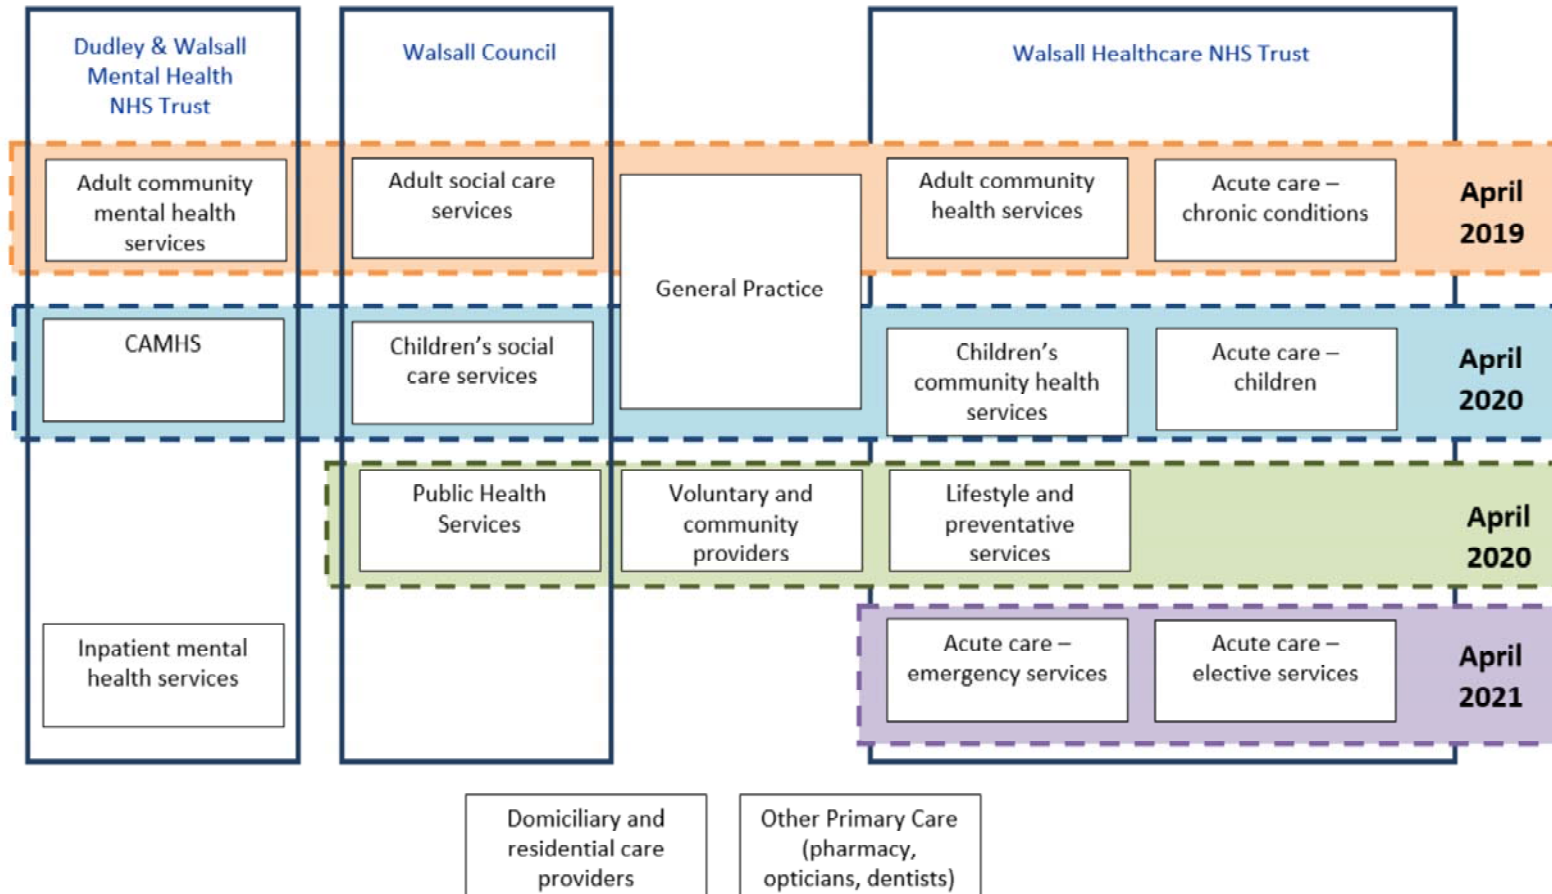 Dudley & Walsall
Mental Health
NHS Trust
Walsall Council
Walsall Healthcare NHS Trust
Adult community
mental health
services
Adult social care
services
General Practice
Adult community
health services
Acute care –
chronic conditions
April
2019
CAMHS
Children’s social
care services
Children’s
community health
services
Acute care –
children
April
2020
Public Health
Services
Voluntary and
community
providers
Lifestyle and
preventative
services
April
2020
Inpatient mental
health services
Acute care –
emergency services
Acute care –
elective services
April
2021
Domiciliary and
residential care
providers
Other Primary Care
(pharmacy,
opticians, dentists)